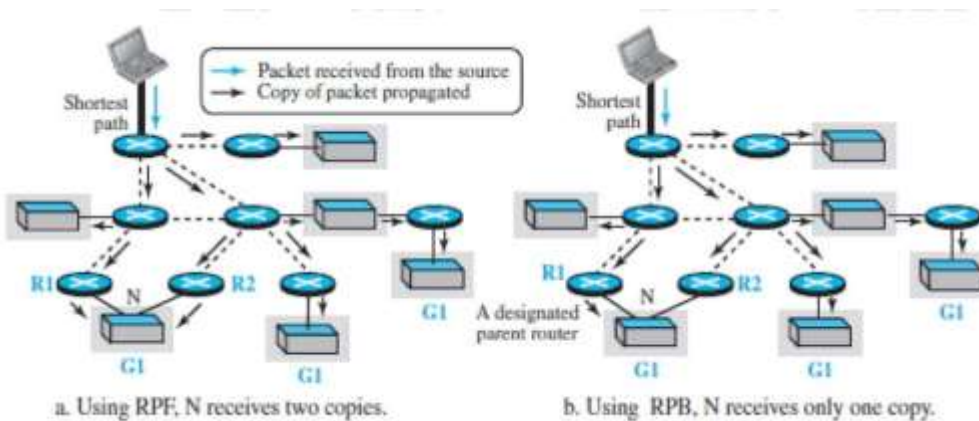 Packet received from the source
Copy of packet propagated
Shortest
path
R1
N
R2
G1
G1
G1
a. Using RPF, N receives two copies.
Shortest
path
R1
N
R2
A designated
parent router
G1
G1
G1
b. Using RPB, N receives only one copy.